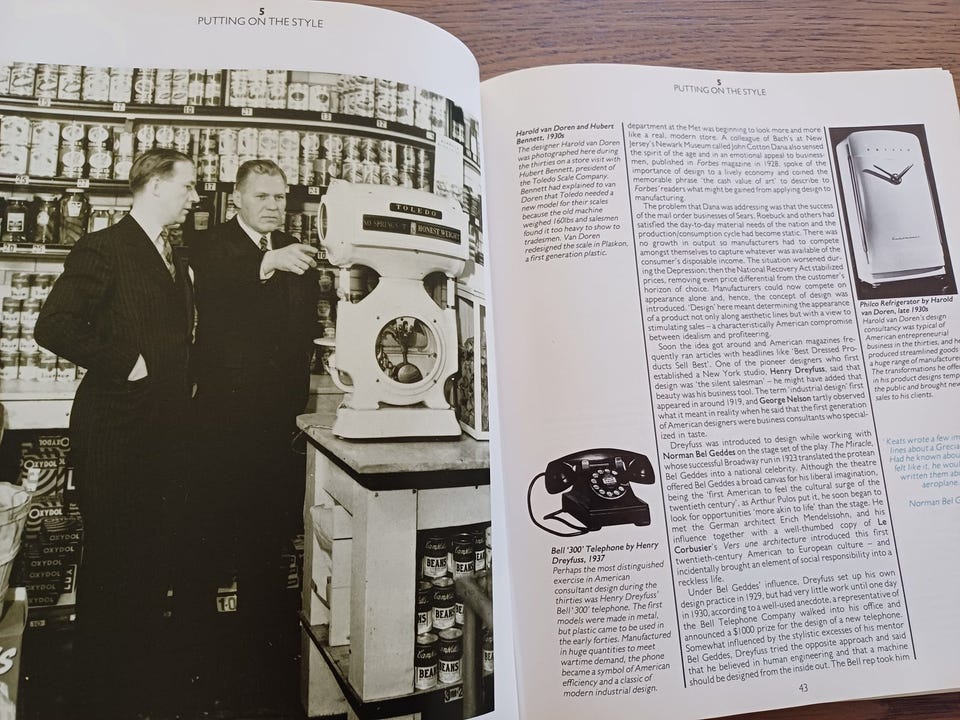 5
PUTTING ON THE STYLE
TOLEDO
NO SPRINGS
HONEST WEIGHT
OXYDOL
OXYDOL
OXYDOL
OXYDOL
OXYDOL
BEANS
BEANS
BEANS
BEANS
5
PUTTING ON THE STYLE
Harold van Doren and Hubert
Bennett, 1930s
The designer Harold van Doren
was photographed here during
the thirties on a store visit with
Hubert Bennett, president of
the Toledo Scale Company.
Bennett had explained to van
Doren that Toledo needed a
new model for their scales
because the old machine
weighed 160lbs and salesmen
found it too heavy to show to
tradesmen. Van Doren
redesigned the scale in Plaskon,
a first generation plastic.
Bell '300' Telephone by Henry
Dreyfuss, 1937
Perhaps the most distinguished
exercise in American
consultant design during the
thirties was Henry Dreyfuss'
Bell '300' telephone. The first
models were made in metal,
but plastic came to be used in
the early forties. Manufactured
in huge quantities to meet
wartime demand, the phone
became a symbol of American
efficiency and a classic of
modern industrial design.
department at the Met was beginning to look more and more
like a real, modern store. A colleague of Bach's at New
Jersey's Newark Museum called John Cotton Dana also sensed
the spirit of the age and in an emotional appeal to business-
men, published in Forbes magazine in 1928, spoke of the
importance of design to a lively economy and coined the
memorable phrase 'the cash value of art' to describe to
Forbes' readers what might be gained from applying design to
manufacturing.
The problem that Dana was addressing was that the success
of the mail order businesses of Sears, Roebuck and others had
satisfied the day-to-day material needs of the nation and the
production/consumption cycle had become static. There was
no growth in output so manufacturers had to compete
amongst themselves to capture whatever was available of the
consumer's disposable income. The situation worsened dur-
ing the Depression; then the National Recovery Act stabilized
prices, removing even price differential from the customer's
horizon of choice. Manufacturers could now compete on
appearance alone and, hence, the concept of design was
introduced. 'Design' here meant determining the appearance
of a product not only along aesthetic lines but with a view to
stimulating sales – a characteristically American compromise
between idealism and profiteering.
Soon the idea got around and American magazines fre-
quently ran articles with headlines like 'Best Dressed Pro-
ducts Sell Best'. One of the pioneer designers who first
established a New York studio, Henry Dreyfuss, said that
design was 'the silent salesman' – he might have added that
beauty was his business tool. The term 'industrial design' first
appeared in around 1919, and George Nelson tartly observed
what it meant in reality when he said that the first generation
of American designers were business consultants who special-
ized in taste.
Dreyfuss was introduced to design while working with
Norman Bel Geddes on the stage set of the play The Miracle,
whose successful Broadway run in 1923 translated the protean
Bel Geddes into a national celebrity. Although the theatre
offered Bel Geddes a broad canvas for his liberal imagination,
being the 'first American to feel the cultural surge of the
twentieth century', as Arthur Pulos put it, he soon began to
look for opportunities 'more akin to life' than the stage. He
met the German architect Erich Mendelssohn, and his
influence together with a well-thumbed copy of Le
Corbusier's Vers une architecture introduced this first
twentieth-century American to European culture – and
incidentally brought an element of social responsibility into a
reckless life.
Under Bel Geddes' influence, Dreyfuss set up his own
design practice in 1929, but had very little work until one day
in 1930, according to a well-used anecdote, a representative of
the Bell Telephone Company walked into his office and
announced a $1000 prize for the design of a new telephone.
Somewhat influenced by the stylistic excesses of his mentor
Bel Geddes, Dreyfuss tried the opposite approach and said
that he believed in human engineering and that a machine
should be designed from the inside out. The Bell rep took him
43
Philco Refrigerator by Harold
van Doren, late 1930s
Harold van Doren's design
consultancy was typical of
American entrepreneurial
business in the thirties, and he
produced streamlined goods
a huge range of manufacture
The transformations he offe
in his product designs temp
the public and brought new
sales to his clients.
'Keats wrote a few im
lines about a Grecia
Had he known abou
felt like it, he would
written them abo
aeroplane.
Norman Bel G